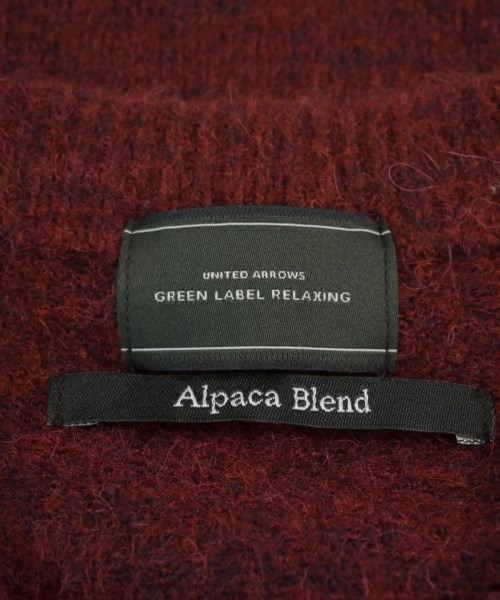 UNITED ARROWS
GREEN LABEL RELAXING
Alpaca Blend